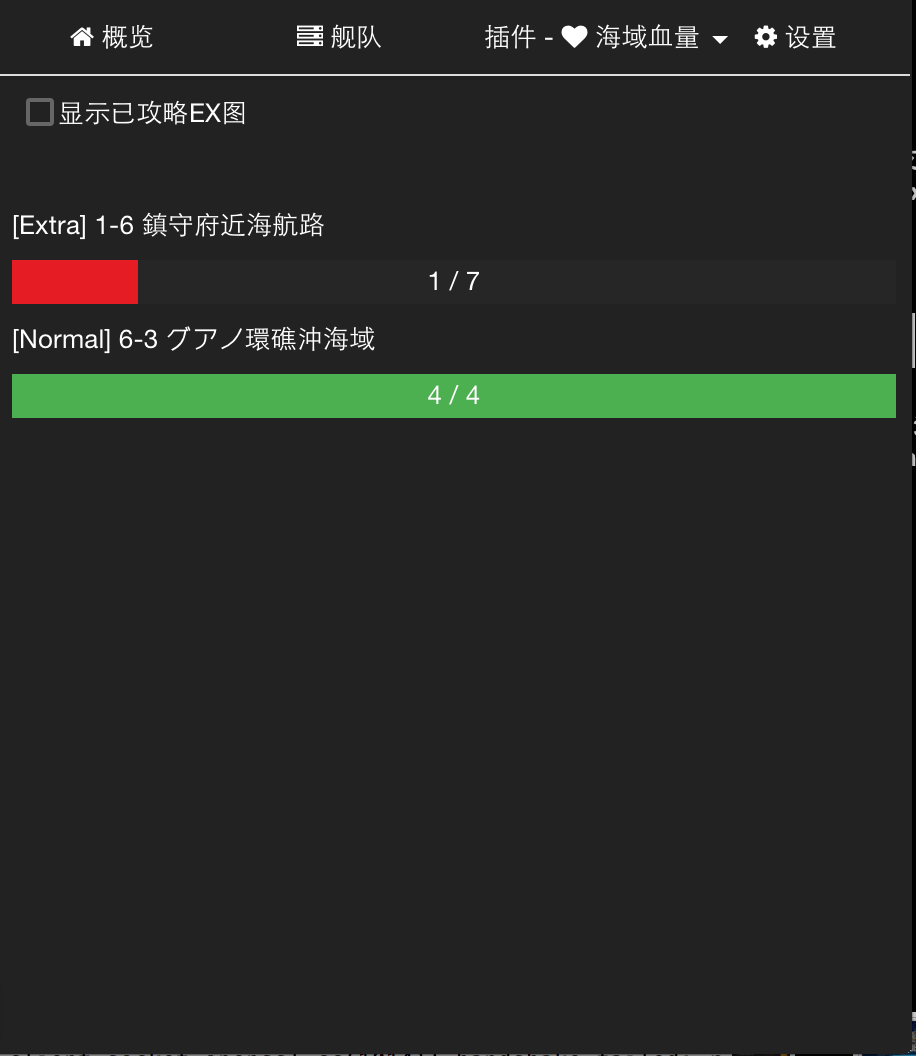 概览 舰队 插件 - 海域血量 设置
显示已攻略EX图
[Extra] 1-6 鎮守府近海航路
1 / 7
[Normal] 6-3 グアノ環礁沖海域
4 / 4